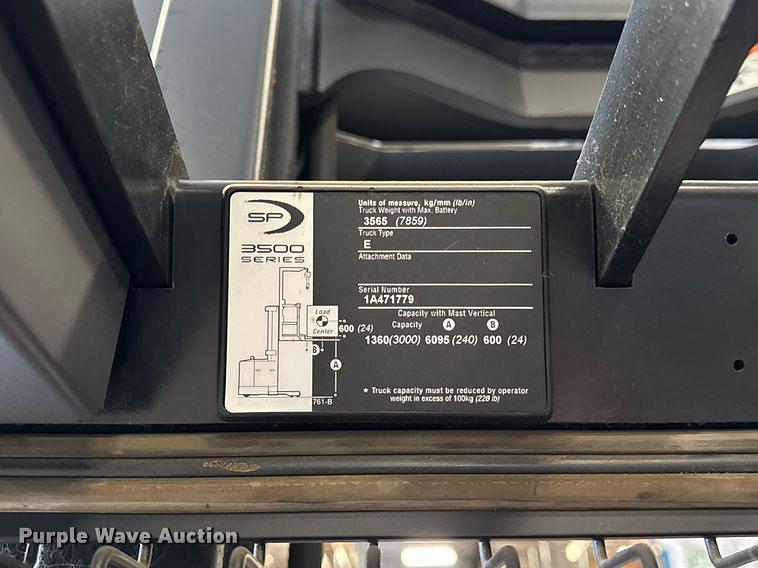 SP
3500
SERIES
Load
Center
600 (24)
B
A
761-B
Units of measure, kg/mm (lb/in)
Truck Weight with Max. Battery
3565 (7859)
Truck Type
E
Attachment Data
Serial Number
1A471779
Capacity with Mast Vertical
Capacity A B
1360(3000) 6095 (240) 600 (24)
* Truck capacity must be reduced by operator
weight in excess of 100kg (220 lb)
Purple Wave Auction